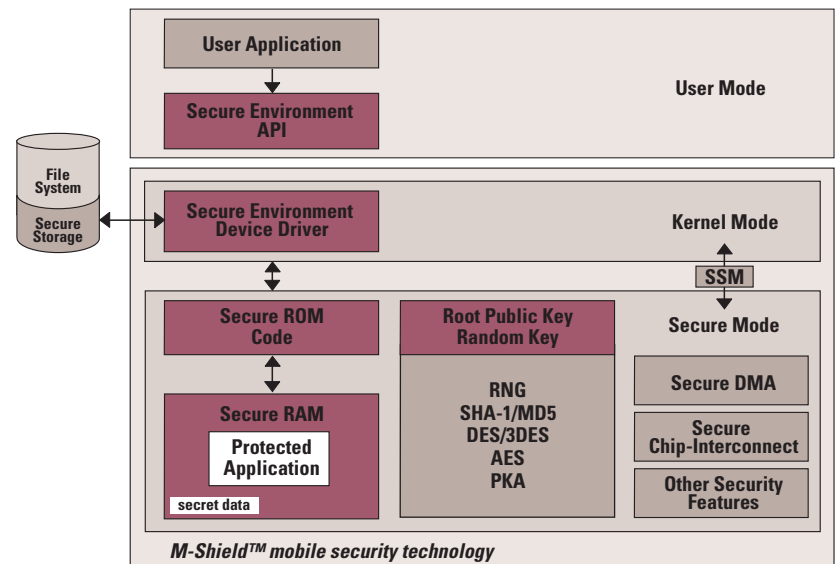 User Application
User Mode
Secure Environment
API
File
System
Secure
Storage
Secure Environment
Device Driver
Kernel Mode
SSM
Secure ROM
Code
Root Public Key
Random Key
Secure Mode
RNG
SHA-1/MD5
DES/3DES
AES
PKA
Secure DMA
Secure RAM
Protected
Application
secret data
Secure
Chip-Interconnect
Other Security
Features
M-Shield™ mobile security technology